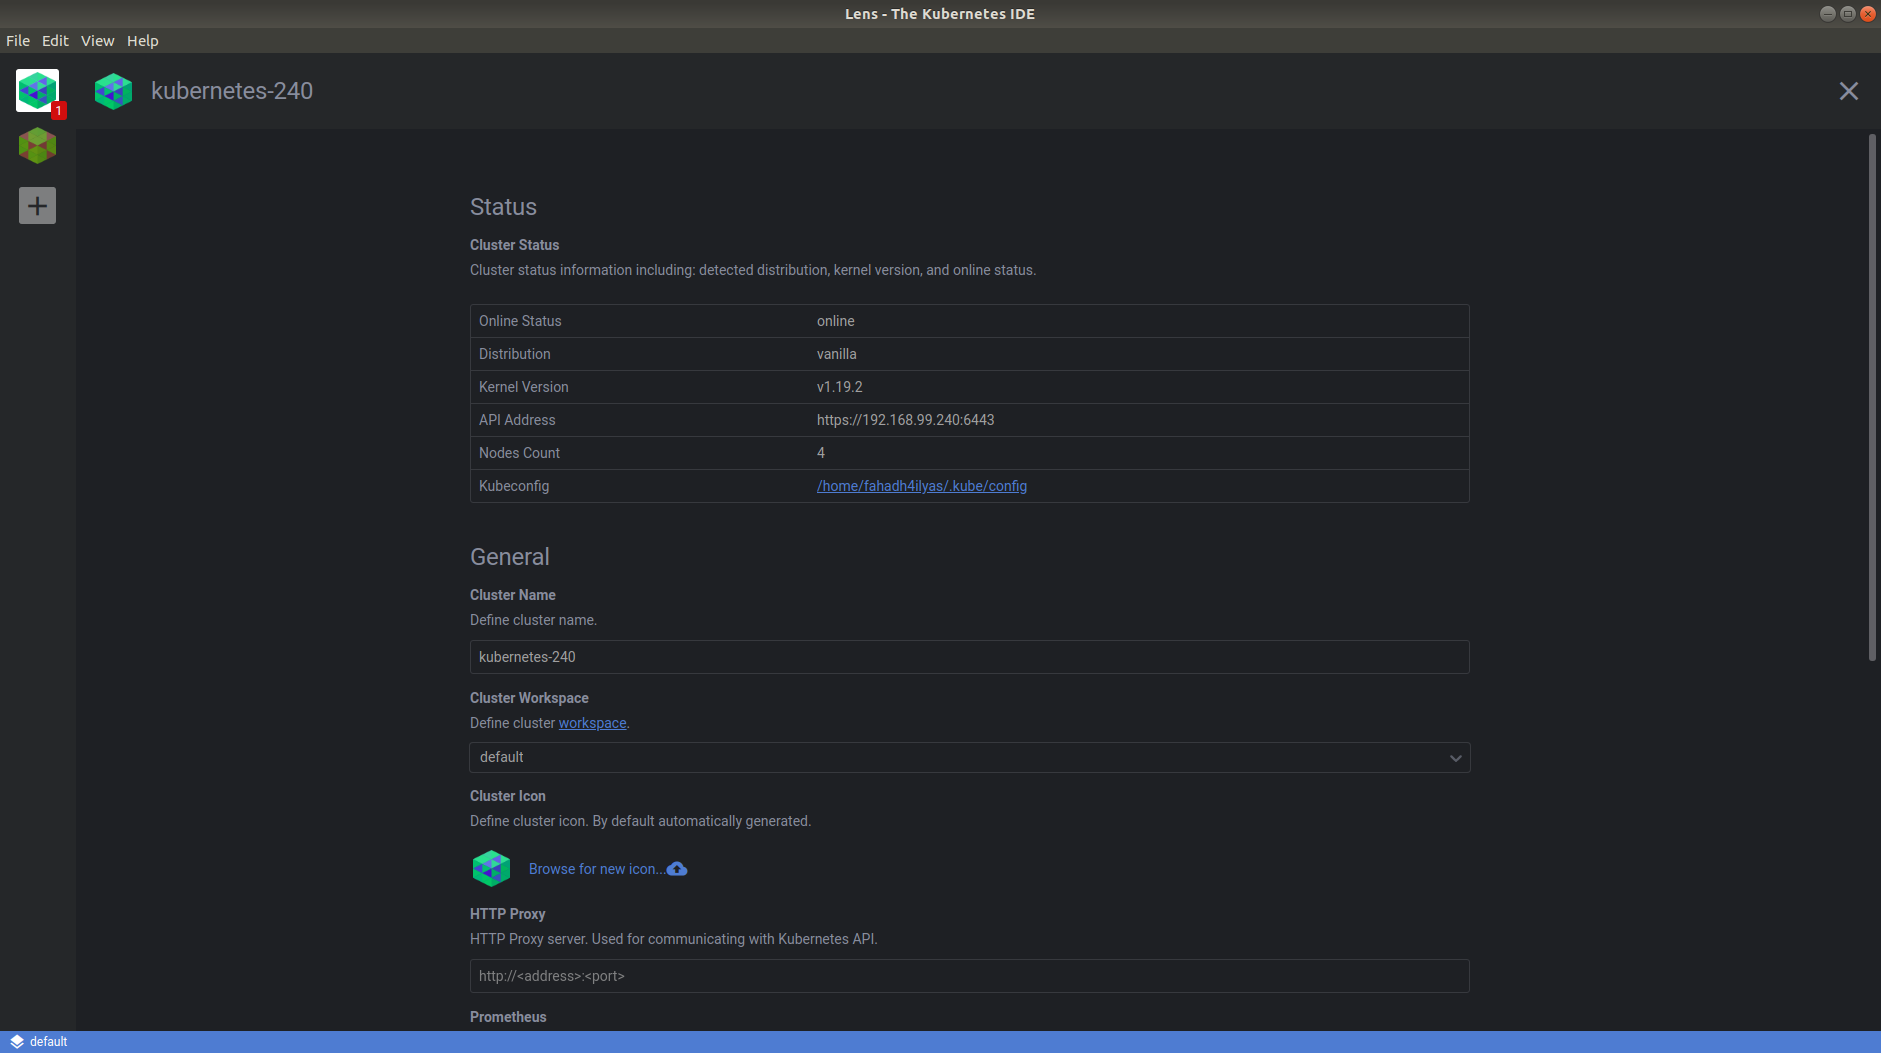 Lens - The Kubernetes IDE
File Edit View Help
kubernetes-240
1
Status
Cluster Status
Cluster status information including: detected distribution, kernel version, and online status.
Online Status online
Distribution vanilla
Kernel Version v1.19.2
API Address https://192.168.99.240:6443
Nodes Count 4
Kubeconfig /home/fahadh4ilyas/.kube/config
General
Cluster Name
Define cluster name.
kubernetes-240
Cluster Workspace
Define cluster workspace.
default
Cluster Icon
Define cluster icon. By default automatically generated.
Browse for new icon...
HTTP Proxy
HTTP Proxy server. Used for communicating with Kubernetes API.
http://<address>:<port>
Prometheus
default